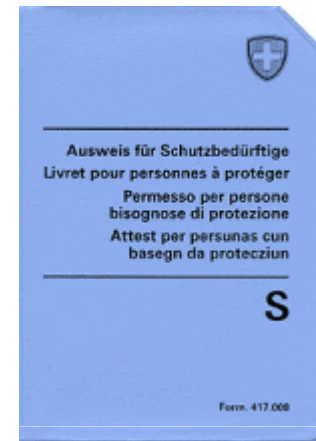 Ausweis für Schutzbedürftige
Livret pour personnes à protéger
Permesso per persone
bisognose di protezione
Attest per persunas cun
basegn da protecziun
S
Form. 417.008